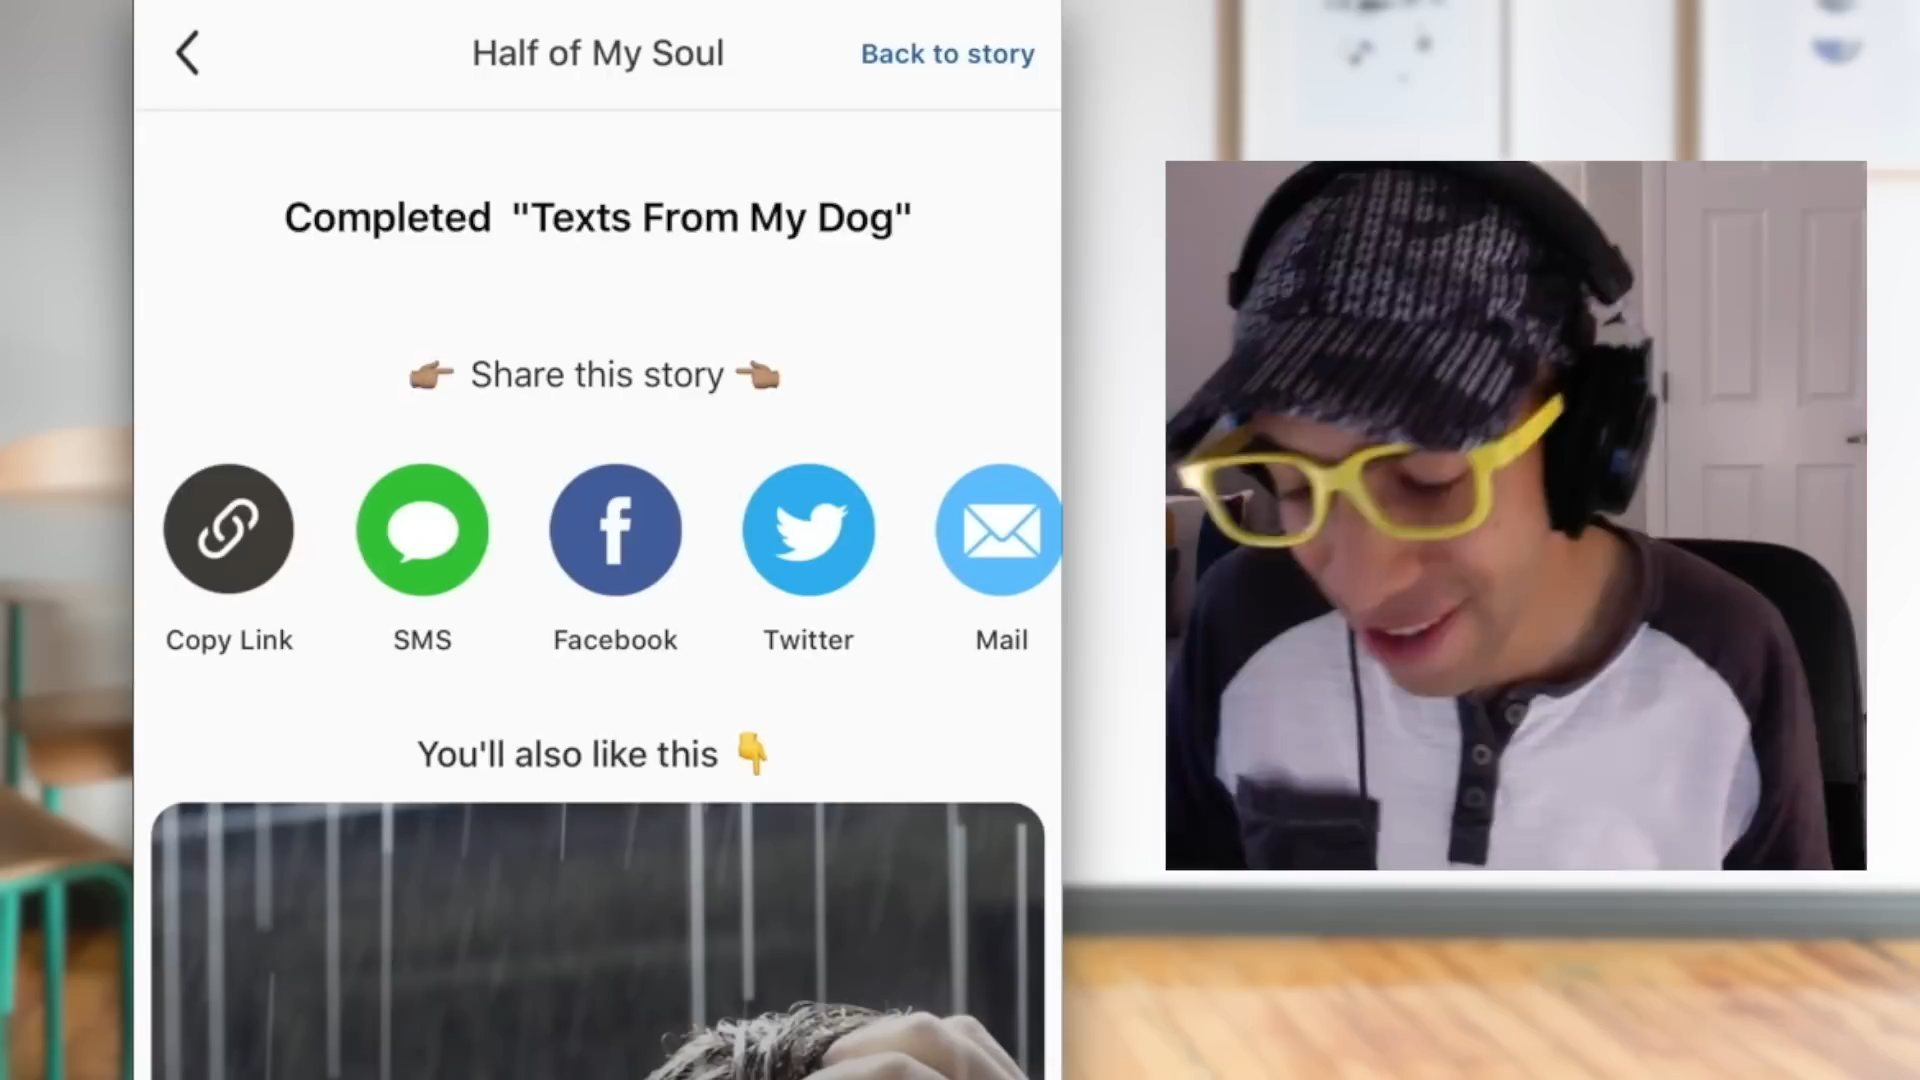 Half of My Soul
Back to story
Completed "Texts From My Dog"
Share this story
Copy Link
SMS
Facebook
Twitter
Mail
You'll also like this